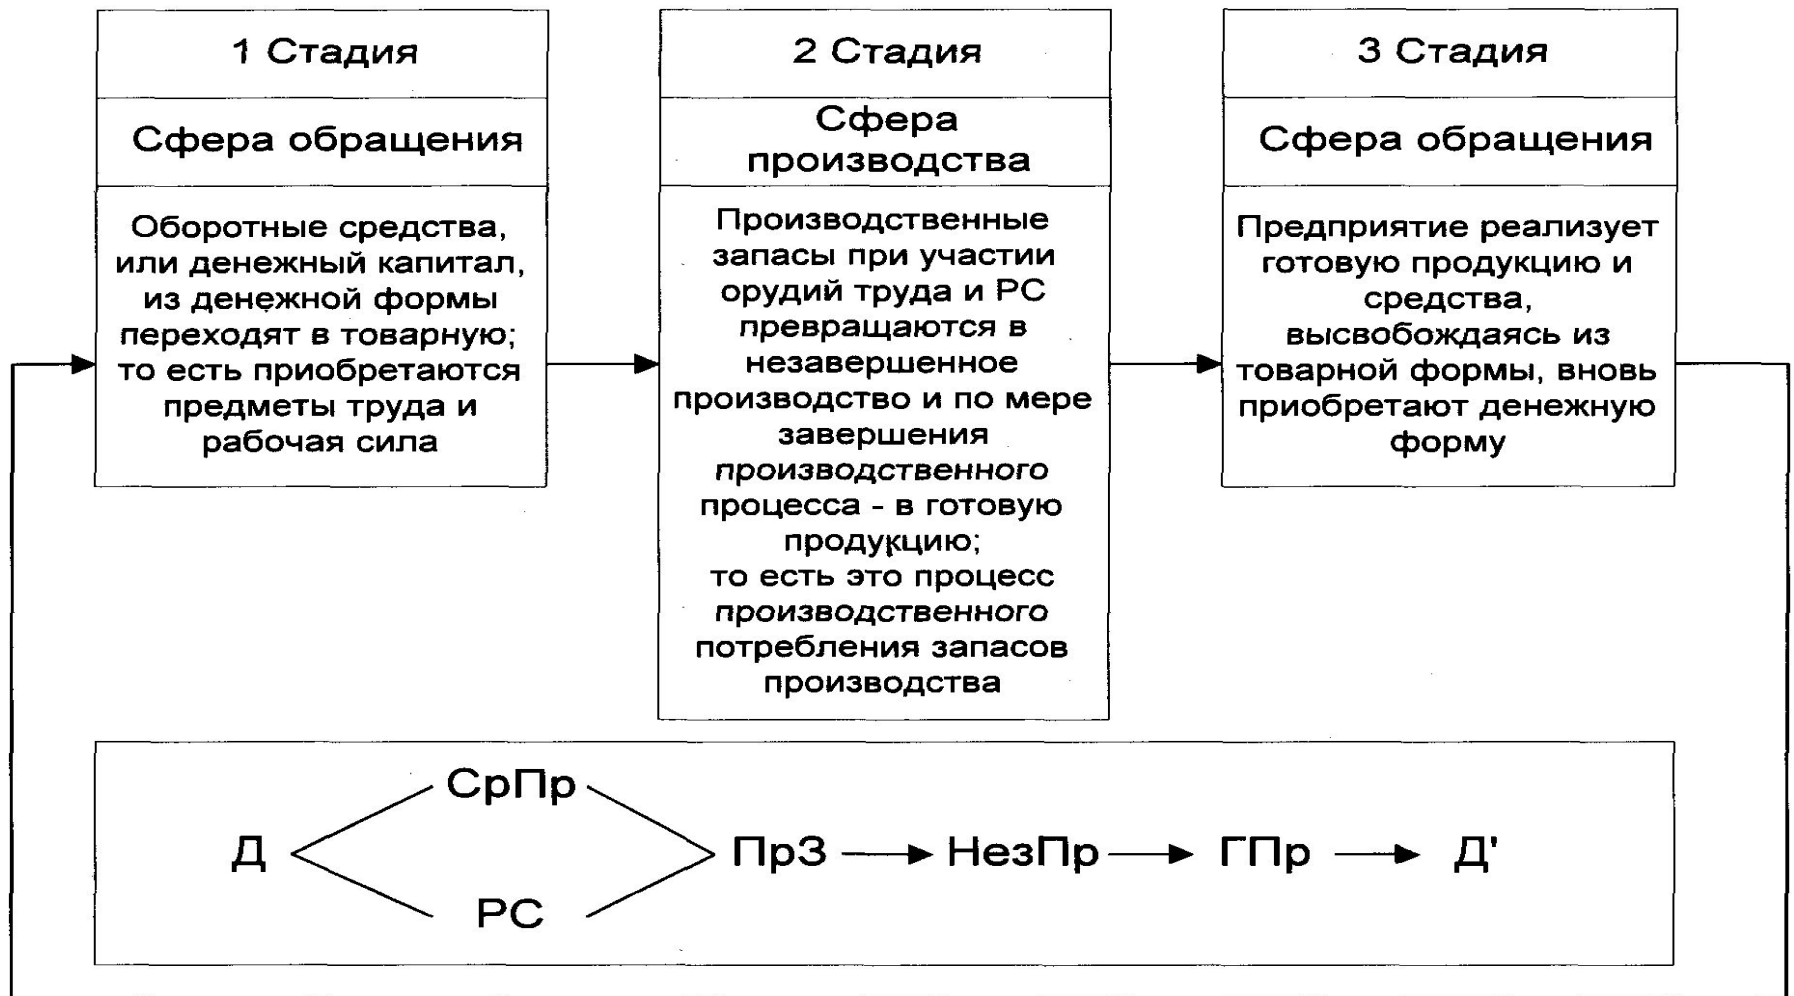 1 Стадия
Сфера обращения
Оборотные средства,
или денежный капитал,
из денежной формы
переходят в товарную;
то есть приобретаются
предметы труда и
рабочая сила
2 Стадия
Сфера
производства
Производственные
запасы при участии
орудий труда и РС
превращаются в
незавершенное
производство и по мере
завершения
производственного
процесса - в готовую
продукцию;
то есть это процесс
производственного
потребления запасов
производства
3 Стадия
Сфера обращения
Предприятие реализует
готовую продукцию и
средства,
высвобождаясь из
товарной формы, вновь
приобретают денежную
форму
СрПр
Д ПрЗ НезПр ГПр Д'
РС